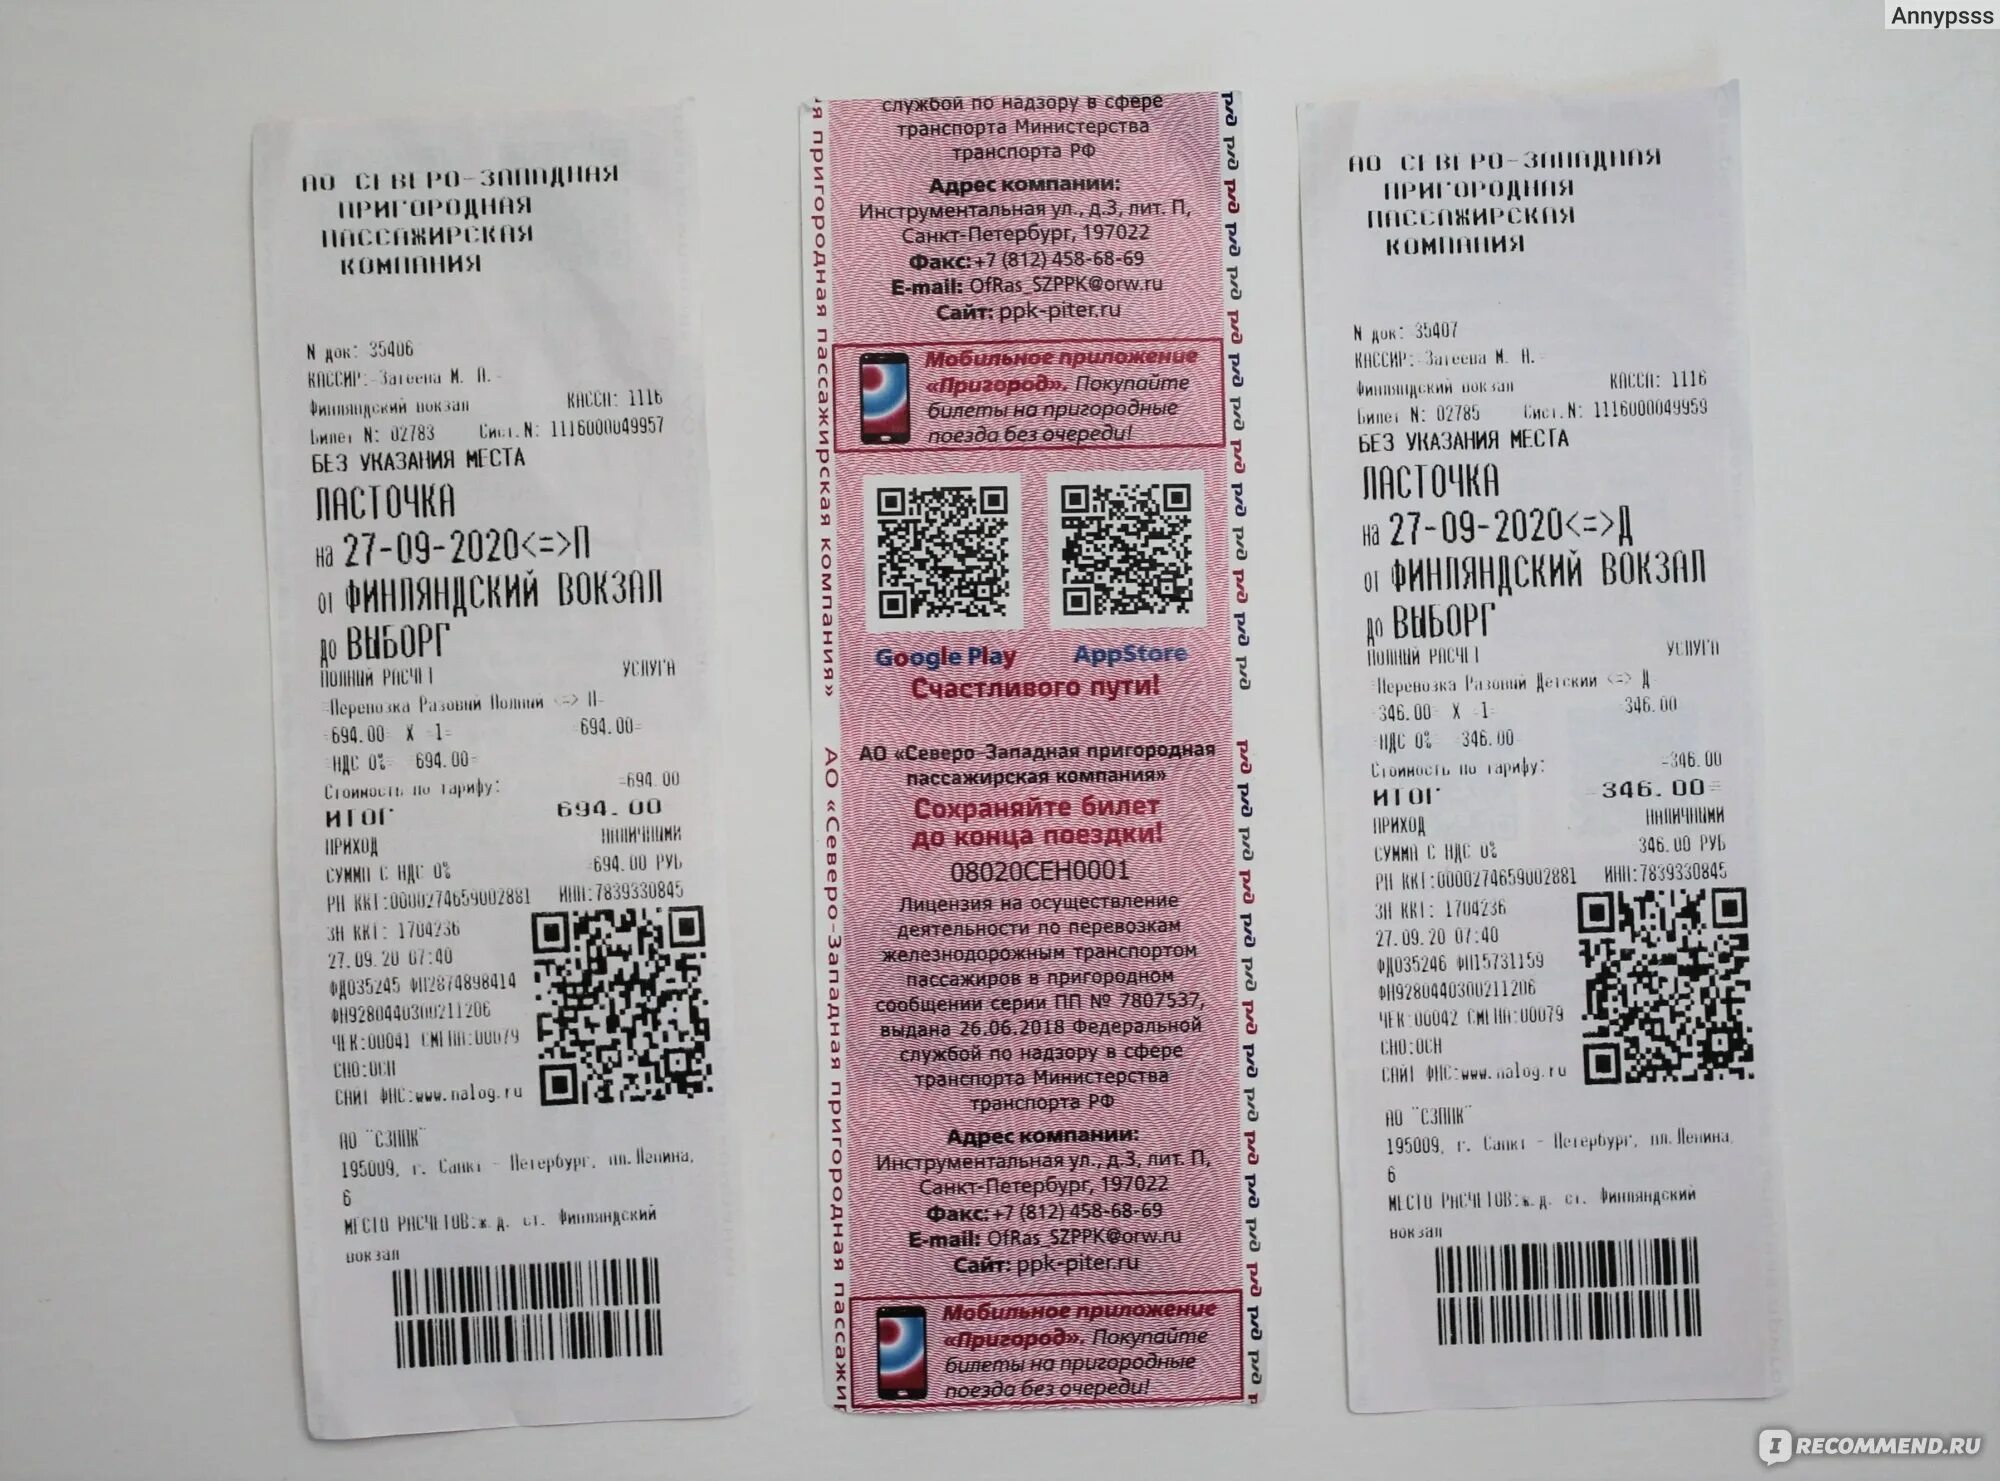 Annypsss
АО СЕВЕРО-ЗАПАДНАЯ
ПРИГОРОДНАЯ
ПАССАЖИРСКАЯ
КОМПАНИЯ
N док: 35406
КАССИР: Загеева М. А.
Финляндский вокзал КАССА: 1116
Билет N: 02783 Сист.N: 1116000049957
БЕЗ УКАЗАНИЯ МЕСТА
ЛАСТОЧКА
на 27-09-2020<=>П
от ФИНЛЯНДСКИЙ ВОКЗАЛ
до ВЫБОРГ
ПОЛНЫЙ РАСЧЕТ УСЛУГА
Перевозка Разовый Полный <=> П
=694.00 X 1= =694.00=
НДС 0% 694.00=
Стоимость по тарифу: =694.00
ИТОГ 694.00
ПРИХОД НАЛИЧНЫМИ
СУММА С НДС 0% =694.00 РУБ
РН ККТ:0000274659002881 ИНН:7839330845
ЗН ККТ: 1704236
27.09.20 07:40
ФД035245 ФП2874898414
ФН9280440300211206
ЧЕК:00041 СМЕНА:00079
СНО:ОСН
САЙТ ФНС:www.nalog.ru
АО "СЗППК"
195009, г. Санкт - Петербург, пл.Ленина,
6
МЕСТО РАСЧЕТОВ:ж.д. ст. Финляндский
вокзал
службой по надзору в сфере
транспорта Министерства
транспорта РФ
Адрес компании:
Инструментальная ул., д.3, лит. П,
Санкт-Петербург, 197022
Факс:+7 (812) 458-68-69
E-mail: OfRas_SZPPK@orw.ru
Сайт: ppk-piter.ru
Мобильное приложение
«Пригород». Покупайте
билеты на пригородные
поезда без очереди!
Google Play AppStore
Счастливого пути!
АО «Северо-Западная пригородная
пассажирская компания»
Сохраняйте билет
до конца поездки!
08020СЕН0001
Лицензия на осуществление
деятельности по перевозкам
железнодорожным транспортом
пассажиров в пригородном
сообщении серии ПП № 7807537,
выдана 26.06.2018 Федеральной
службой по надзору в сфере
транспорта Министерства
транспорта РФ
Адрес компании:
Инструментальная ул., д.3, лит. П,
Санкт-Петербург, 197022
Факс:+7 (812) 458-68-69
E-mail: OfRas_SZPPK@orw.ru
Сайт: ppk-piter.ru
Мобильное приложение
«Пригород». Покупайте
билеты на пригородные
поезда без очереди!
я пригородная пассажирская компания»
АО «Северо-Западная пригородная пассажир
АО СЕВЕРО-ЗАПАДНАЯ
ПРИГОРОДНАЯ
ПАССАЖИРСКАЯ
КОМПАНИЯ
N док: 35407
КАССИР: Загеева М. А.
Финляндский вокзал КАССА: 1116
Билет N: 02785 Сист.N: 1116000049959
БЕЗ УКАЗАНИЯ МЕСТА
ЛАСТОЧКА
на 27-09-2020<=>Д
от ФИНЛЯНДСКИЙ ВОКЗАЛ
до ВЫБОРГ
ПОЛНЫЙ РАСЧЕТ УСЛУГА
Перевозка Разовый Детский <=> Д
=346.00 X 1= 346.00
НДС 0% =346.00
Стоимость по тарифу: =346.00
ИТОГ 346.00=
ПРИХОД НАЛИЧНЫМИ
СУММА С НДС 0% 346.00 РУБ
РН ККТ:0000274659002881 ИНН:7839330845
ЗН ККТ: 1704236
27.09.20 07:40
ФД035246 ФП15731159
ФН9280440300211206
ЧЕК:00042 СМЕНА:00079
СНО:ОСН
САЙТ ФНС:www.nalog.ru
АО "СЗППК"
195009, г. Санкт - Петербург, пл.Ленина,
6
МЕСТО РАСЧЕТОВ:ж.д. ст. Финляндский
вокзал
IRECOMMEND.RU